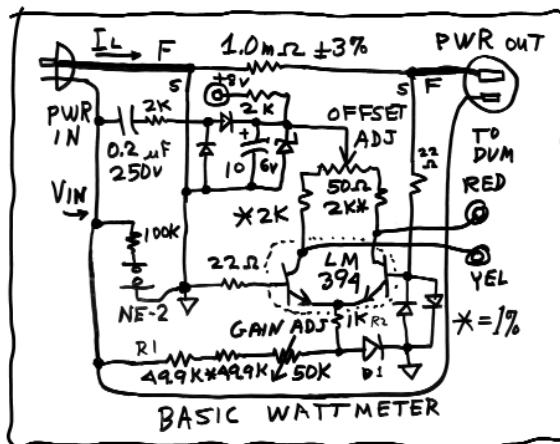 IL F 1.0mΩ ±3% PWR OUT
S +8V S F
PWR IN 2K 2K OFFSET ADJ
0.2 µF 250V + 10 6V 50Ω 22Ω TO DVM
VIN *2K 2K* RED
100K LM 394
22Ω YEL
NE-2 GAIN ADJ 1K R2 *=1%
R1 499K *499K 50K D1
BASIC WATTMETER